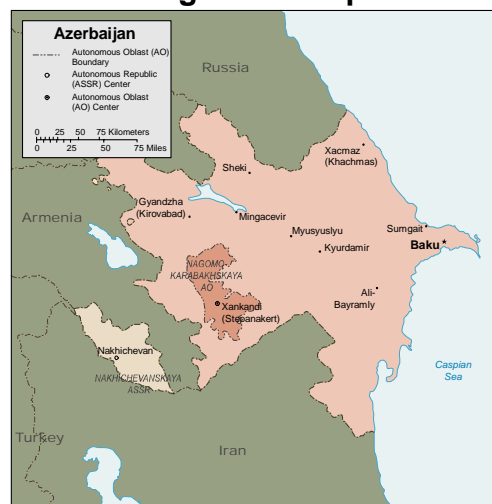 Azerbaijan
Autonomous Oblast (AO)
Boundary
Autonomous Republic
(ASSR) Center
Autonomous Oblast
(AO) Center
0 25 50 75 Kilometers
0 25 50 75 Miles
Russia
Xacmaz
(Khachmas)
Sheki
Gyandzha
(Kirovabad)
Mingacevir
Armenia
Myusyuslyu
Sumgait
Baku
Kyurdamir
NAGORNO-
KARABAKHSKAYA
AO
Ali-
Bayramly
Xankandi
(Stepanakert)
Nakhichevan
Caspian
Sea
NAKHICHEVANSKAYA
ASSR
Turkey
Iran